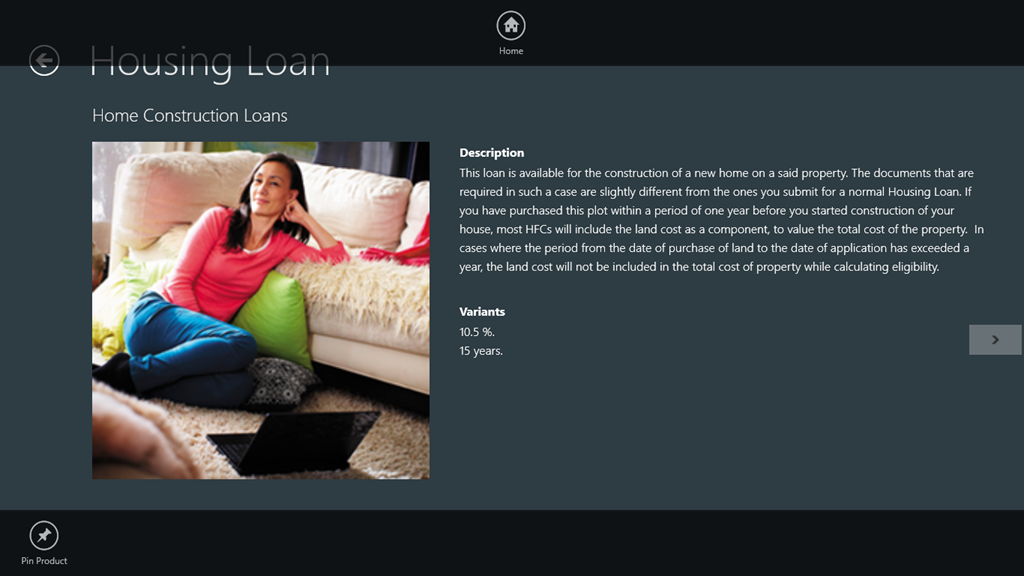 Home
Housing Loan
Home Construction Loans
Description
This loan is available for the construction of a new home on a said property. The documents that are
required in such a case are slightly different from the ones you submit for a normal Housing Loan. If
you have purchased this plot within a period of one year before you started construction of your
house, most HFCs will include the land cost as a component, to value the total cost of the property.  In
cases where the period from the date of purchase of land to the date of application has exceeded a
year, the land cost will not be included in the total cost of property while calculating eligibility.
Variants
10.5 %.
15 years.
Pin Product